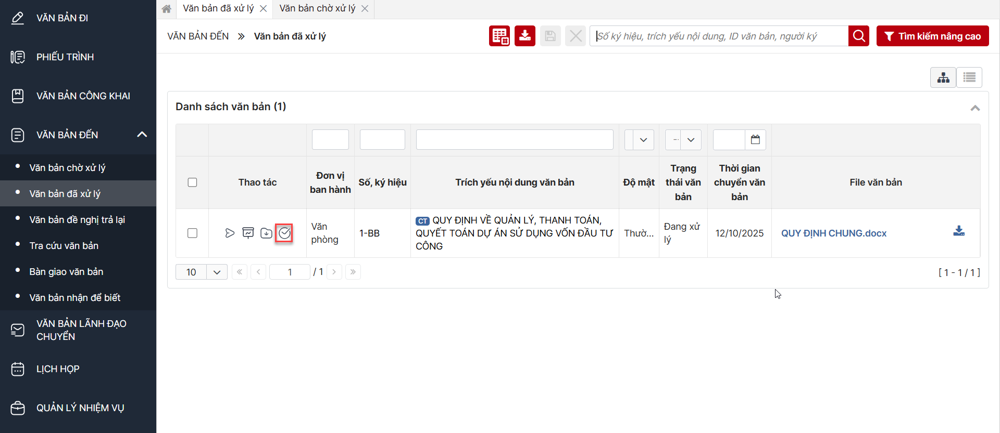 VĂN BẢN ĐI
PHIẾU TRÌNH
VĂN BẢN CÔNG KHAI
VĂN BẢN ĐẾN
Văn bản chờ xử lý
Văn bản đã xử lý
Văn bản đề nghị trả lại
Tra cứu văn bản
Bàn giao văn bản
Văn bản nhận để biết
VĂN BẢN LÃNH ĐẠO
CHUYỂN
LỊCH HỌP
QUẢN LÝ NHIỆM VỤ
Văn bản đã xử lý
Văn bản chờ xử lý
VĂN BẢN ĐẾN » Văn bản đã xử lý
Số ký hiệu, trích yếu nội dung, ID văn bản, người ký
Tìm kiếm nâng cao
Danh sách văn bản (1)
Thao tác
Đơn vị
ban hành
Số, ký hiệu
Trích yếu nội dung văn bản
Độ mật
Trạng
thái văn
bản
Thời gian
chuyển văn
bản
File văn bản
Văn
phòng
1-BB
CT QUY ĐỊNH VỀ QUẢN LÝ, THANH TOÁN,
QUYẾT TOÁN DỰ ÁN SỬ DỤNG VỐN ĐẦU TƯ
CÔNG
Thườ...
Đang xử
lý
12/10/2025
QUY ĐỊNH CHUNG.docx
10
1
/ 1
[ 1 - 1 / 1 ]